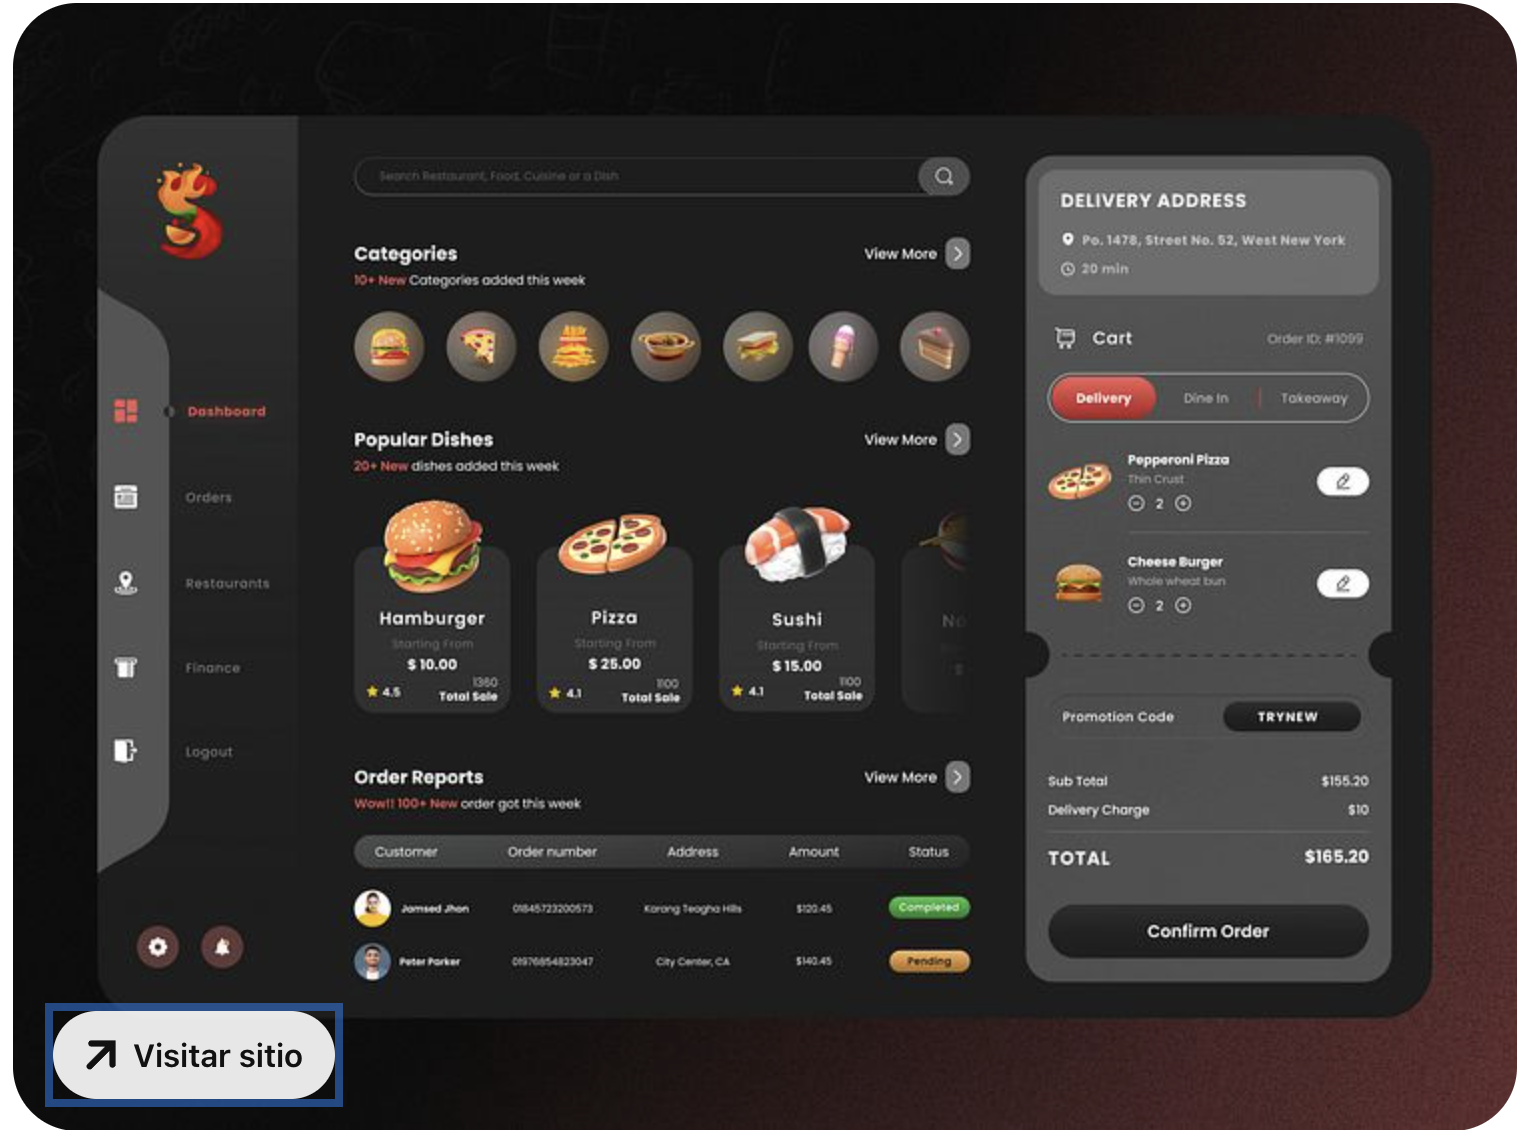 Search Restaurant, Food, Cuisine or a Dish
Categories
View More
10+ New Categories added this week
Dashboard
Orders
Restaurants
Finance
Logout
Popular Dishes
View More
20+ New dishes added this week
Hamburger
Starting From
$ 10.00
4.5
1360
Total Sale
Pizza
Starting From
$ 25.00
4.1
1100
Total Sale
Sushi
Starting From
$ 15.00
4.1
1100
Total Sale
No
$
Order Reports
View More
Wow!! 100+ New order got this week
Customer Order number Address Amount Status
Jamsed Jhon 01845723200573 Karang Teagha Hills $120.45 Completed
Peter Parker 01976854823047 City Center, CA $140.45 Pending
DELIVERY ADDRESS
Po. 1478, Street No. 52, West New York
20 min
Cart
Order ID: #1099
Delivery Dine In Takeaway
Pepperoni Pizza
Thin Crust
2
Cheese Burger
Whole wheat bun
2
Promotion Code TRYNEW
Sub Total $155.20
Delivery Charge $10
TOTAL $165.20
Confirm Order
Visitar sitio